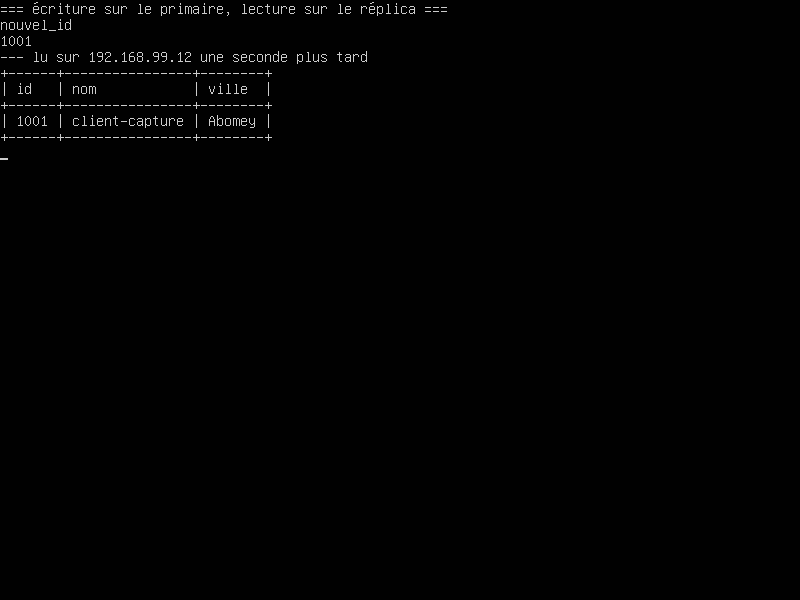 === écriture sur le primaire, lecture sur le réplica ===
nouvel_id
1001
--- lu sur 192.168.99.12 une seconde plus tard
+------+----------------+--------+
| id   | nom            | ville  |
+------+----------------+--------+
| 1001 | client-capture | Abomey |
+------+----------------+--------+